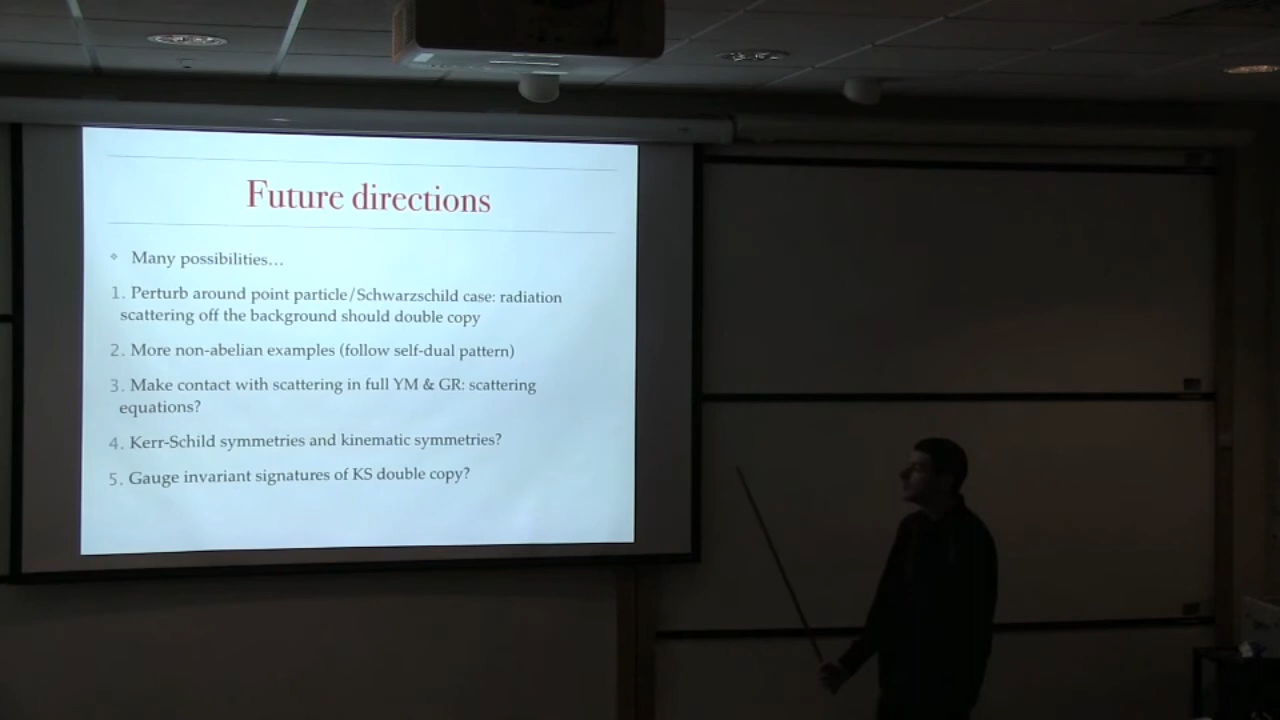 Future directions
Many possibilities...
1. Perturb around point particle/Schwarzschild case: radiation
scattering off the background should double copy
2. More non-abelian examples (follow self-dual pattern)
3. Make contact with scattering in full YM & GR: scattering
equations?
4. Kerr-Schild symmetries and kinematic symmetries?
5. Gauge invariant signatures of KS double copy?